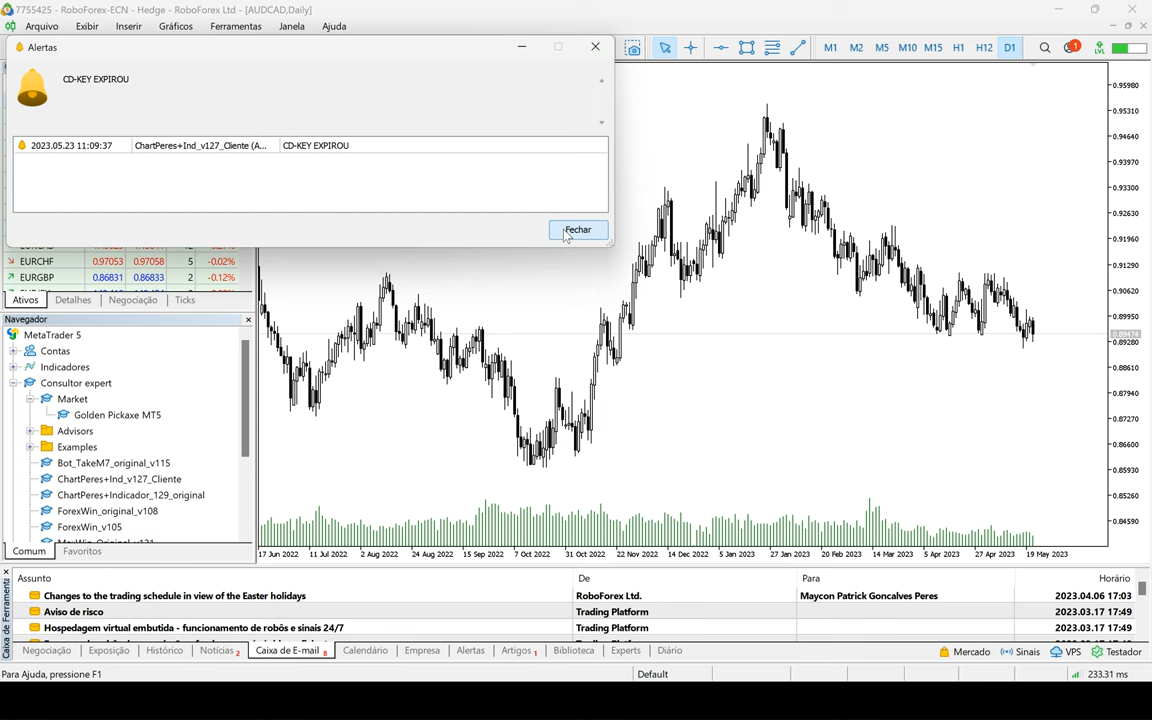 7755425 - RoboForex-ECN - Hedge - RoboForex Ltd - [AUDCAD,Daily]
Arquivo Exibir Inserir Gráficos Ferramentas Janela Ajuda
Alertas
M1 M2 M5 M10 M15 H1 H12 D1
1
LVL
CD-KEY EXPIROU
2023.05.23 11:09:37 ChartPeres+Ind_v127_Cliente (A... CD-KEY EXPIROU
Fechar
EURCHF 0.97053 0.97058 5 -0.02%
EURGBP 0.86831 0.86833 2 -0.12%
Ativos Detalhes Negociação Ticks
Navegador
MetaTrader 5
Contas
Indicadores
Consultor expert
Market
Golden Pickaxe MT5
Advisors
Examples
Bot_TakeM7_original_v115
ChartPeres+Ind_v127_Cliente
ChartPeres+Indicador_129_original
ForexWin_original_v108
ForexWin_v105
Comum Favoritos
0.95980
0.95310
0.94640
0.93970
0.93300
0.92630
0.91960
0.91290
0.90620
0.89950
0.89474
0.89280
0.88610
0.87940
0.87270
0.86600
0.85930
0.85260
0.84590
17 Jun 2022 11 Jul 2022 2 Aug 2022 24 Aug 2022 15 Sep 2022 7 Oct 2022 31 Oct 2022 22 Nov 2022 14 Dec 2022 5 Jan 2023 27 Jan 2023 20 Feb 2023 14 Mar 2023 5 Apr 2023 27 Apr 2023 19 May 2023
Caixa de Ferramenta
Assunto De Para Horário
Changes to the trading schedule in view of the Easter holidays RoboForex Ltd. Maycon Patrick Goncalves Peres 2023.04.06 17:03
Aviso de risco Trading Platform 2023.03.17 17:49
Hospedagem virtual embutida - funcionamento de robôs e sinais 24/7 Trading Platform 2023.03.17 17:49
Negociação Exposição Histórico Notícias 2 Caixa de E-mail 8 Calendário Empresa Alertas Artigos 1 Biblioteca Experts Diário Mercado Sinais VPS Testador
Para Ajuda, pressione F1 Default 233.31 ms